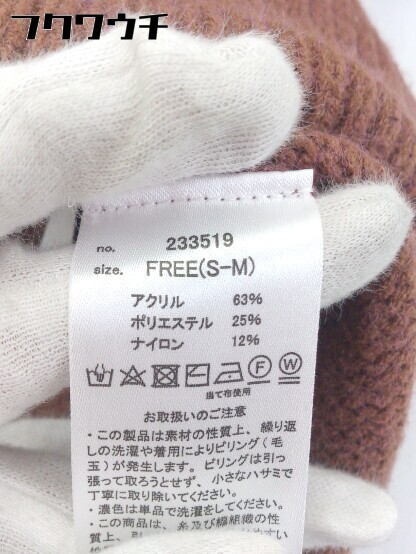 フクワウチ
no. 233519
size. FREE(S-M)
アクリル 63%
ポリエステル 25%
ナイロン 12%
当て布使用
お取扱いのご注意
・この製品は素材の性質上、繰り返
しの洗濯や着用によりピリング(毛
玉)が発生します。ピリングは引っ
張って取ろうとせず、小さなハサミで
丁寧に取り除いてください。
・濃色は単品で洗濯をしてください。
・この商品は、糸及び編組織の性